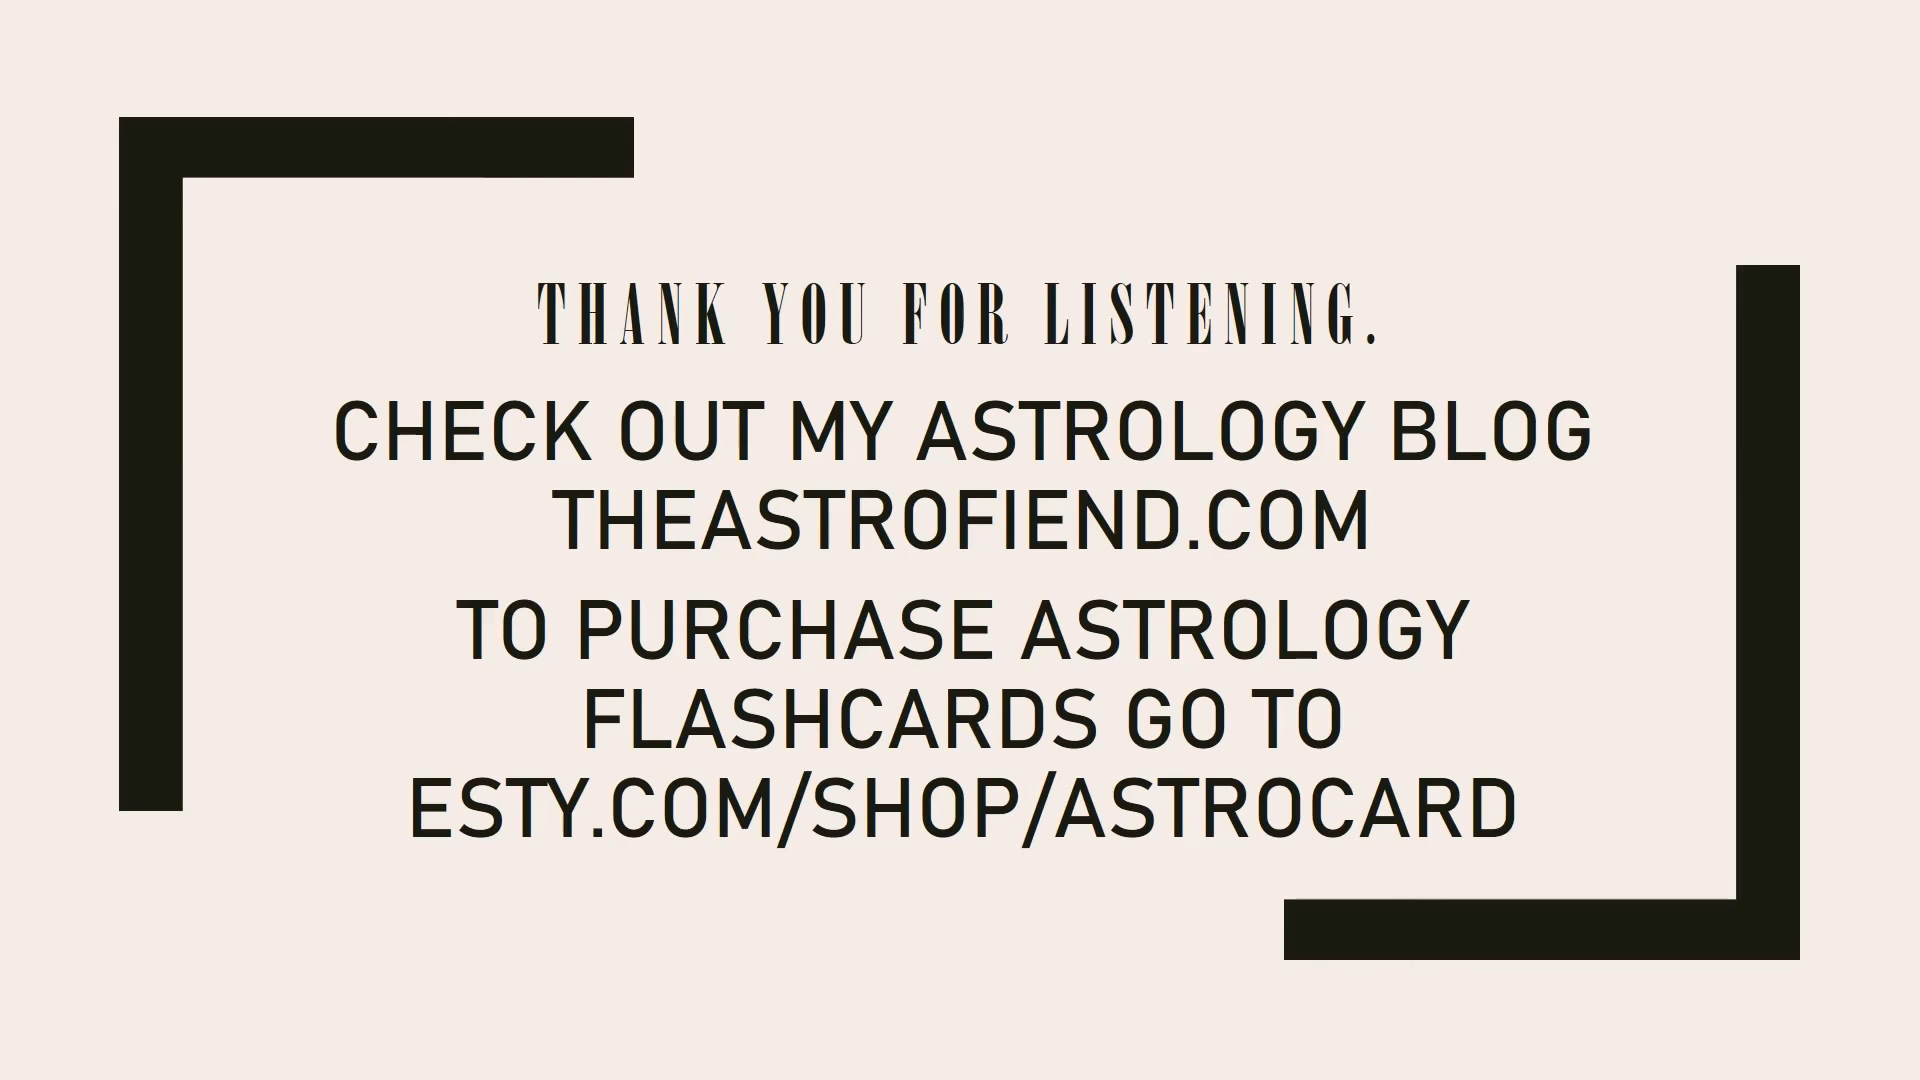 THANK YOU FOR LISTENING.
CHECK OUT MY ASTROLOGY BLOG
THEASTROFIEND.COM
TO PURCHASE ASTROLOGY
FLASHCARDS GO TO
ESTY.COM/SHOP/ASTROCARD